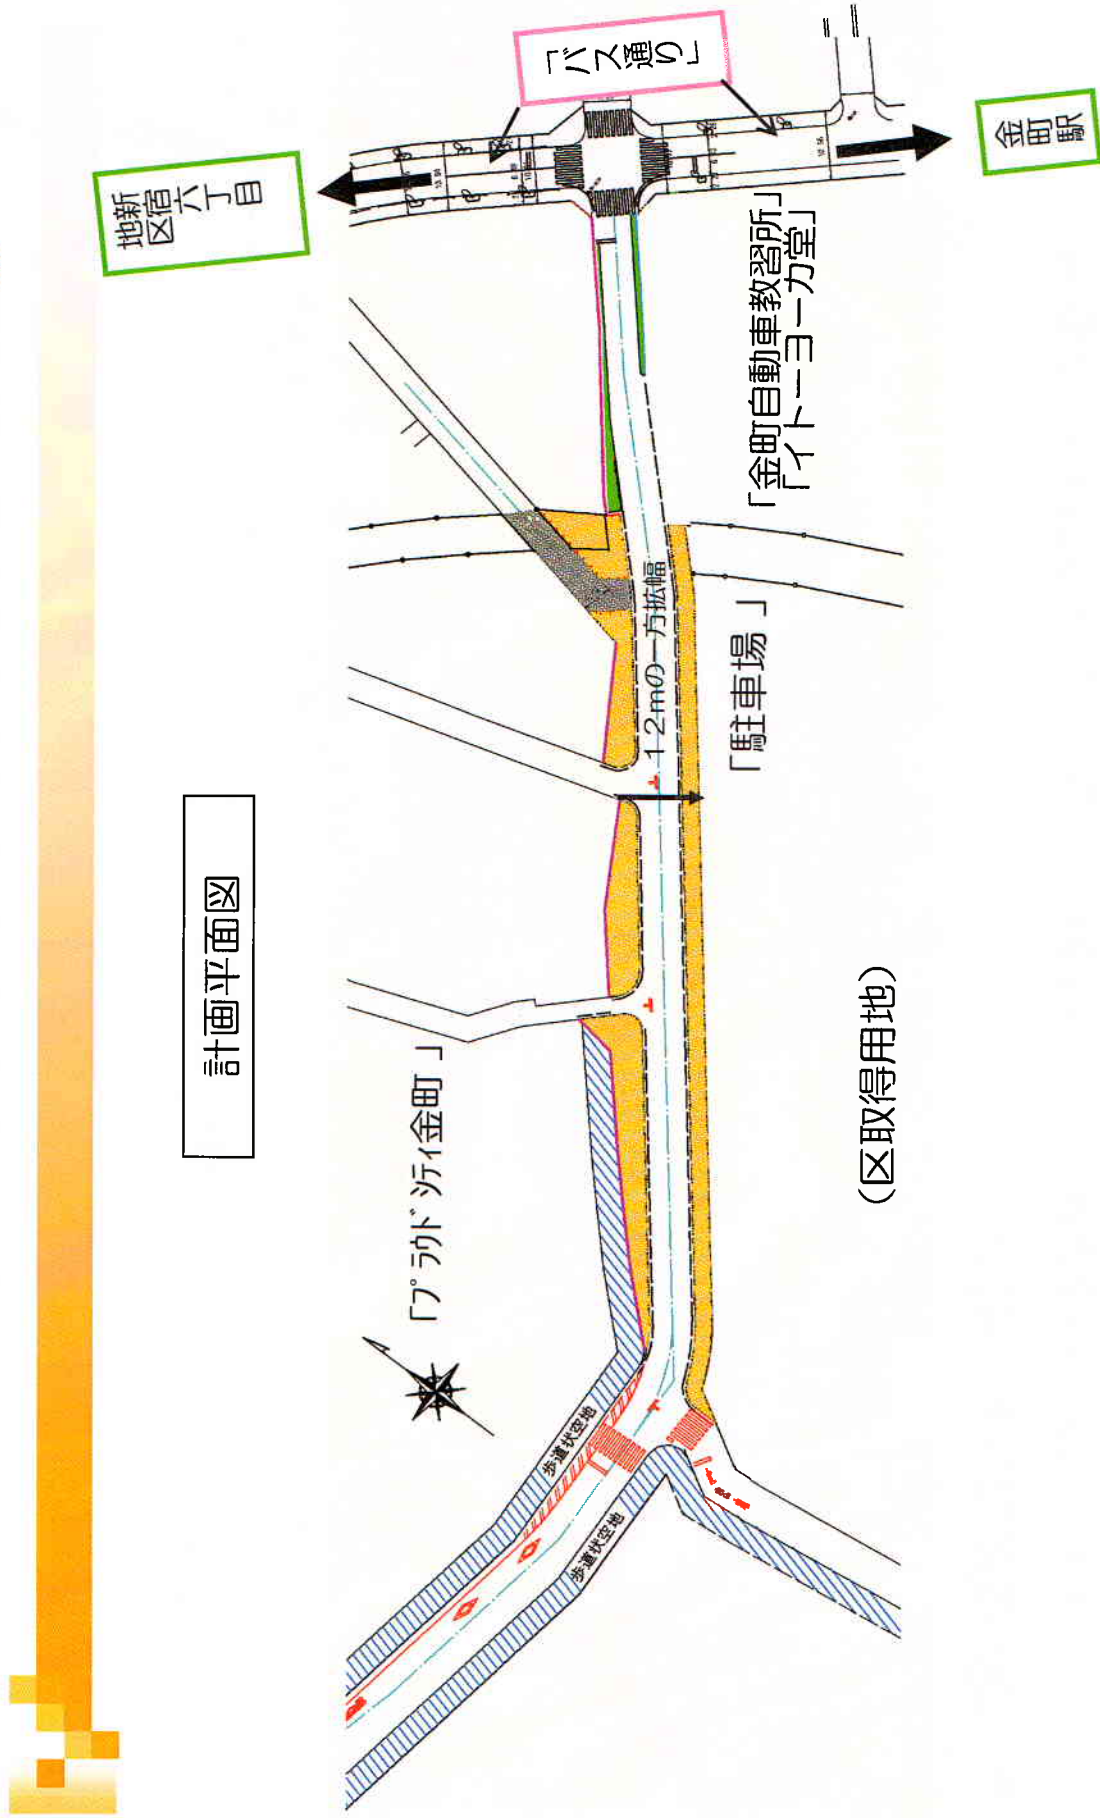 計画平面図
新宿六丁目
地区
「バス通り」
金町駅
「金町自動車教習所」
「イトーヨーカ堂」
12mの一方拡幅
「駐車場 」
「プラウドシティ金町 」
歩道状空地
歩道状空地
(区取得用地)